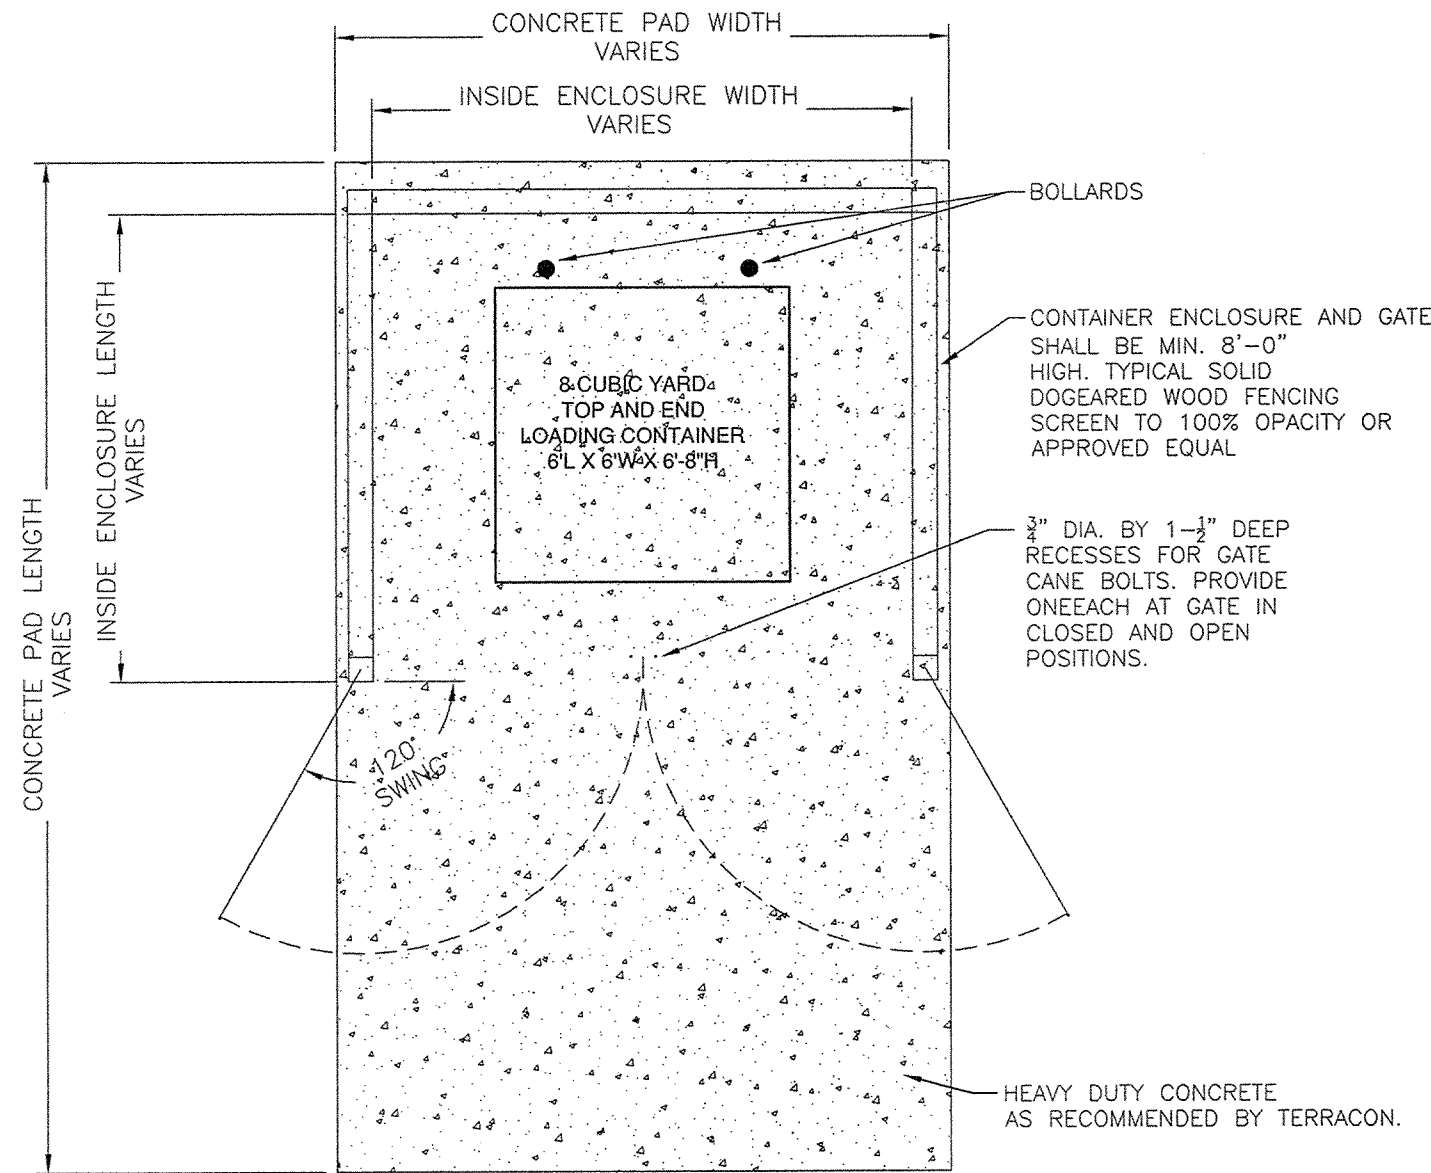 CONCRETE PAD WIDTH
VARIES
INSIDE ENCLOSURE WIDTH
VARIES
BOLLARDS
CONCRETE PAD LENGTH
VARIES
INSIDE ENCLOSURE LENGTH
VARIES
8 CUBIC YARD
TOP AND END
LOADING CONTAINER
6'L X 6'W X 6'-8"H
CONTAINER ENCLOSURE AND GATE
SHALL BE MIN. 8'-0"
HIGH. TYPICAL SOLID
DOGEARED WOOD FENCING
SCREEN TO 100% OPACITY OR
APPROVED EQUAL
3/4" DIA. BY 1-1/2" DEEP
RECESSES FOR GATE
CANE BOLTS. PROVIDE
ONEEACH AT GATE IN
CLOSED AND OPEN
POSITIONS.
120°
SWING
HEAVY DUTY CONCRETE
AS RECOMMENDED BY TERRACON.